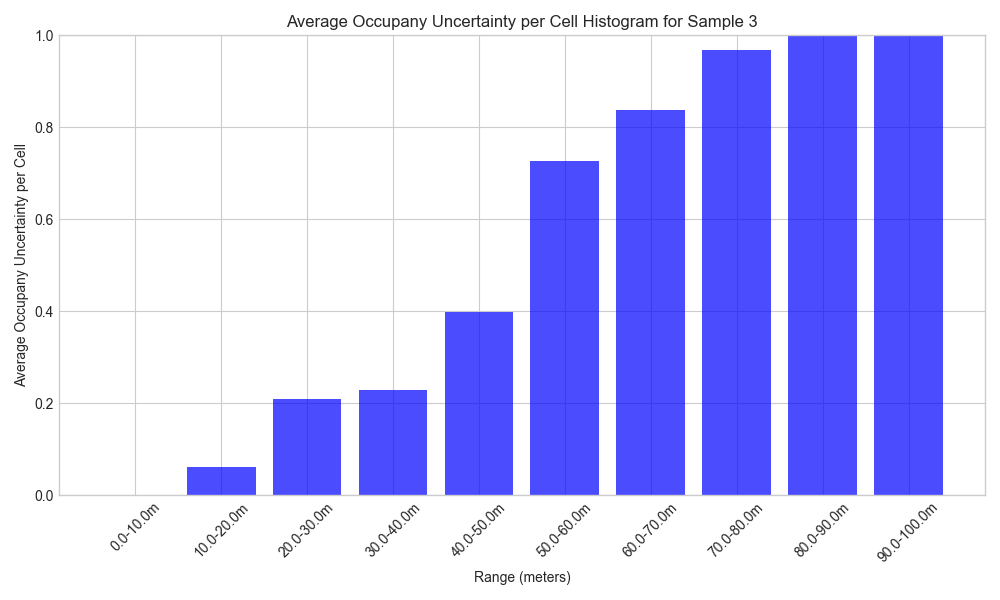 Average Occupany Uncertainty per Cell Histogram for Sample 3
Average Occupany Uncertainty per Cell
1.0
0.8
0.6
0.4
0.2
0.0
0.0-10.0m
10.0-20.0m
20.0-30.0m
30.0-40.0m
40.0-50.0m
50.0-60.0m
60.0-70.0m
70.0-80.0m
80.0-90.0m
90.0-100.0m
Range (meters)